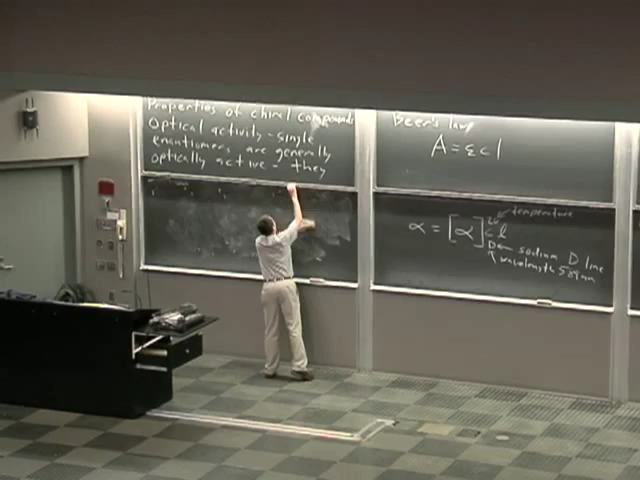 Properties of chiral compounds
Optical activity - single
enantiomers are generally
optically active - they
Beer's law
A = εcl
α = [α] 20 D c l
temperature
sodium D line
wavelength 589 nm